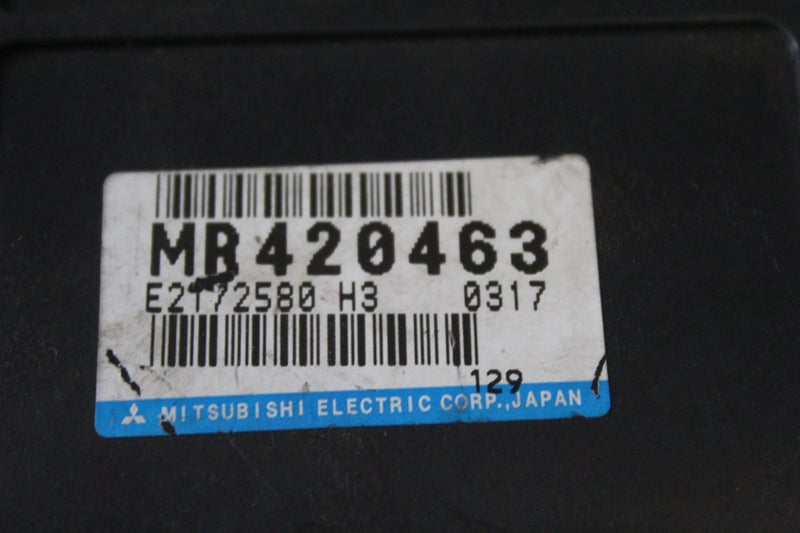 MR420463
E2T72580 H3 0317
129
MITSUBISHI ELECTRIC CORP.,JAPAN